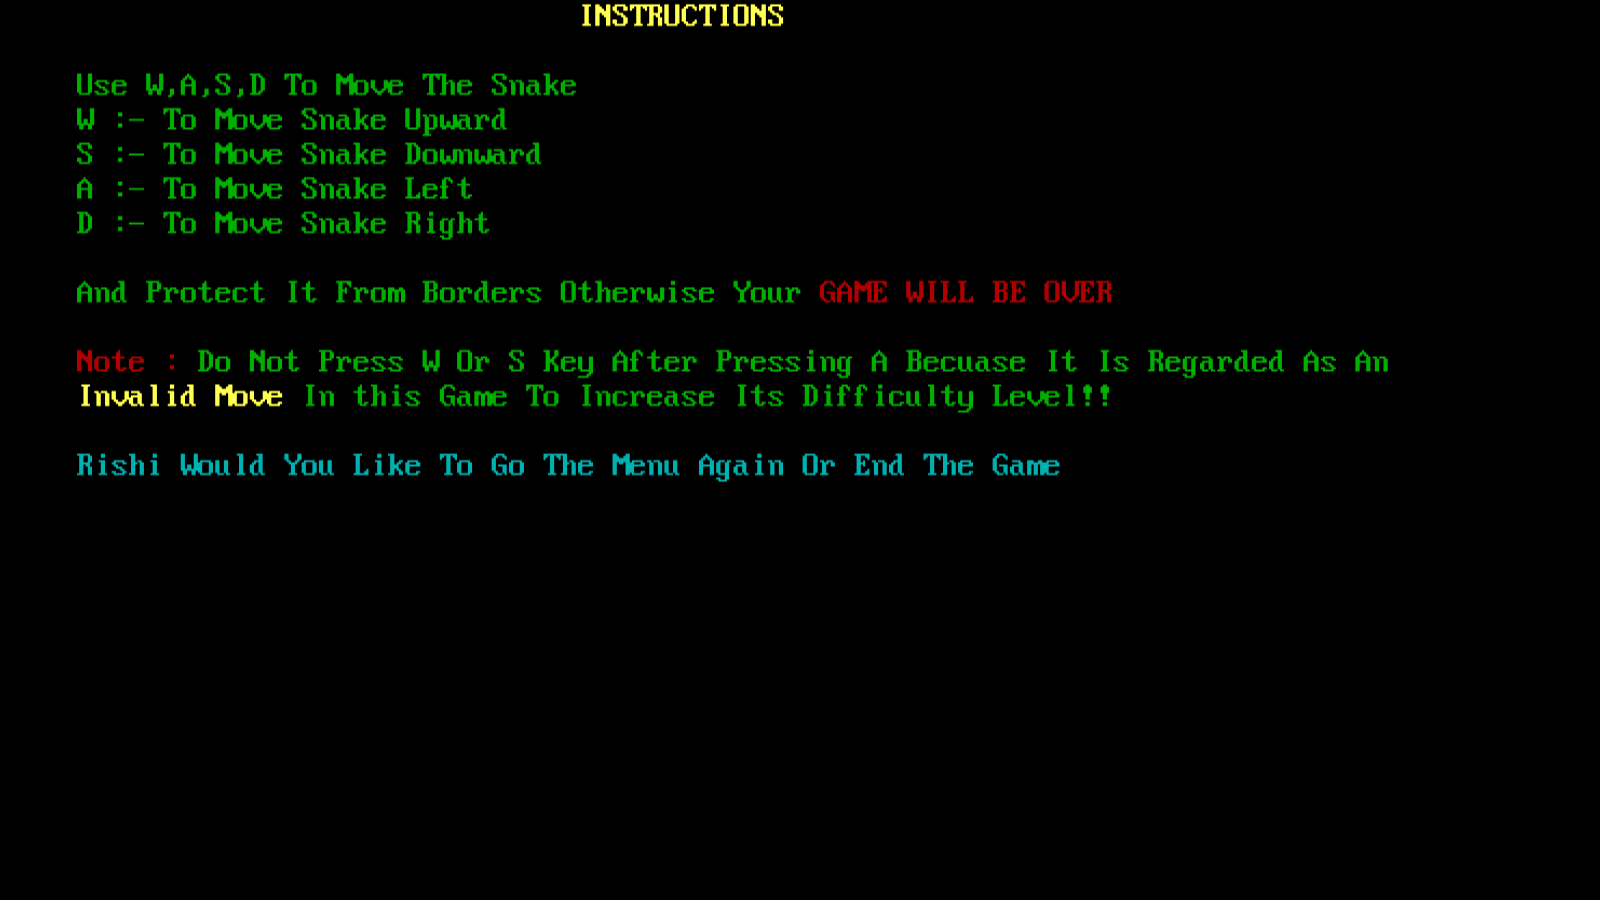 INSTRUCTIONS
Use W,A,S,D To Move The Snake
W :- To Move Snake Upward
S :- To Move Snake Downward
A :- To Move Snake Left
D :- To Move Snake Right
And Protect It From Borders Otherwise Your GAME WILL BE OVER
Note : Do Not Press W Or S Key After Pressing A Becuase It Is Regarded As An
Invalid Move In this Game To Increase Its Difficulty Level!!
Rishi Would You Like To Go The Menu Again Or End The Game